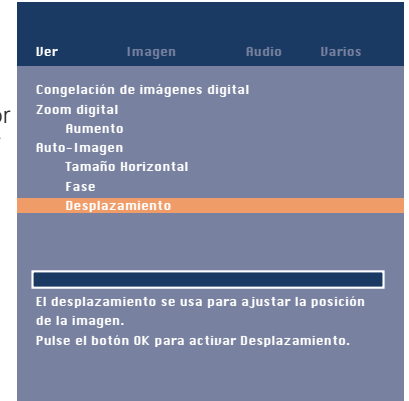 Ver Imagen Audio Varios
or
Congelación de imágenes digital
Zoom digital
Aumento
Auto-Imagen
Tamaño Horizontal
Fase
Desplazamiento
El desplazamiento se usa para ajustar la posición
de la imagen.
Pulse el botón OK para activar Desplazamiento.